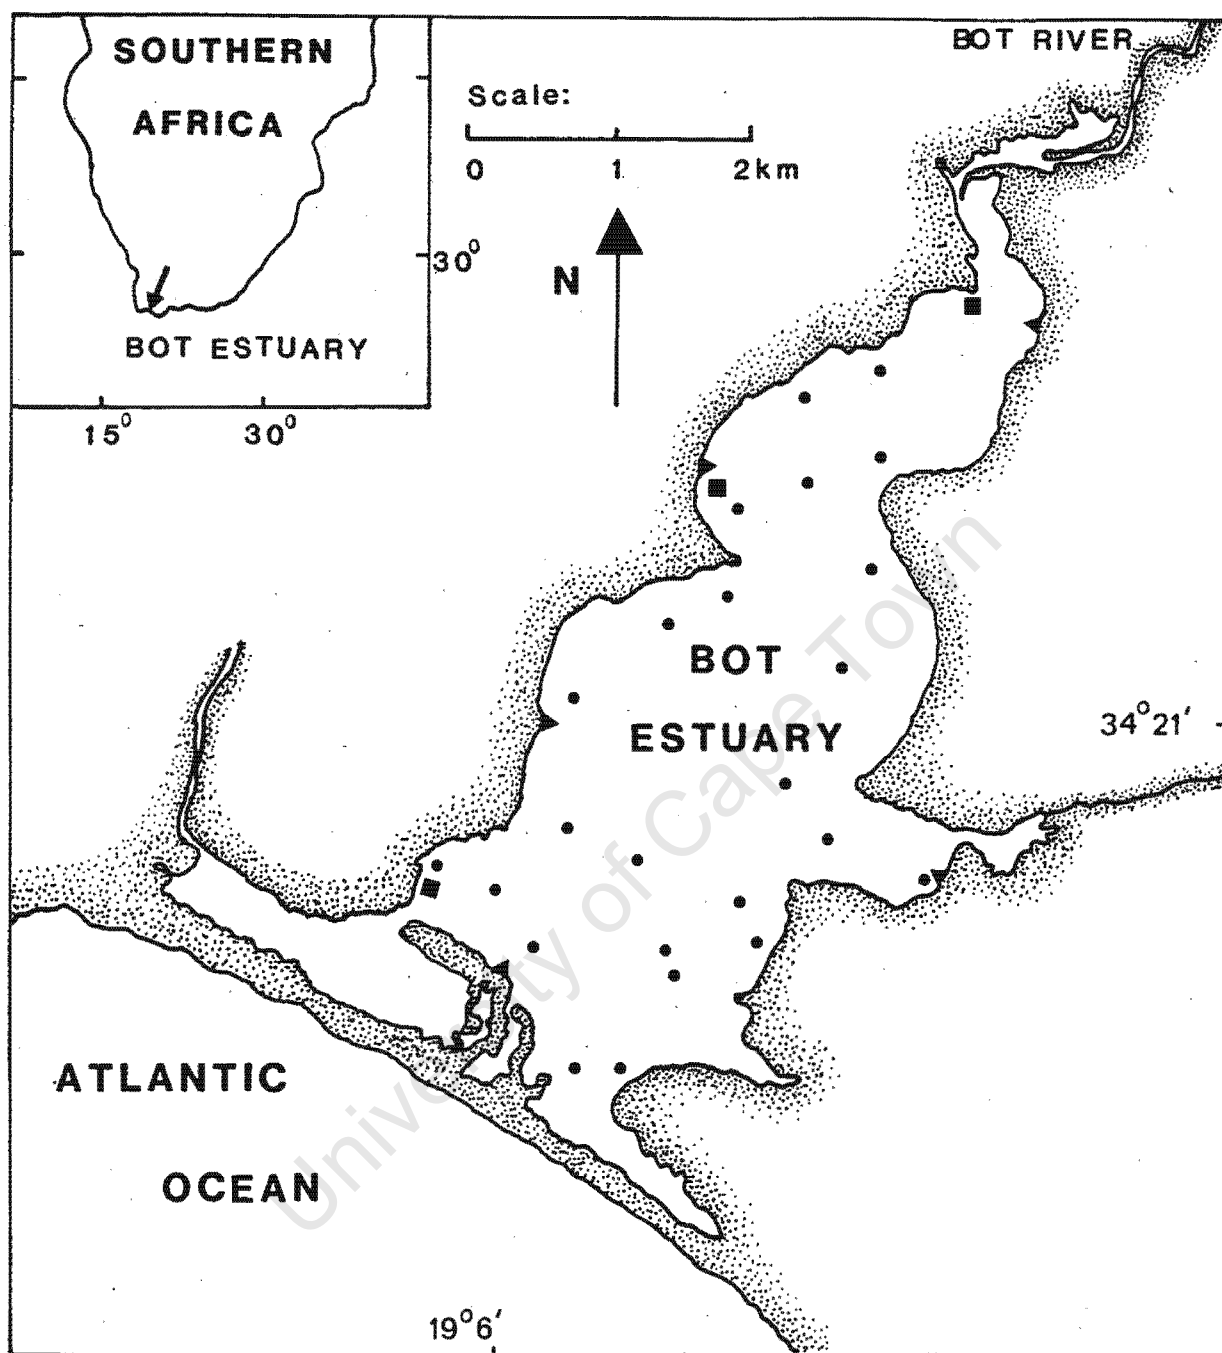 SOUTHERN
AFRICA
BOT ESTUARY
15° 30°
30°
Scale:
0 1 2km
N
BOT RIVER
BOT
ESTUARY
34°21'
ATLANTIC
OCEAN
19°6'
University of Cape Town